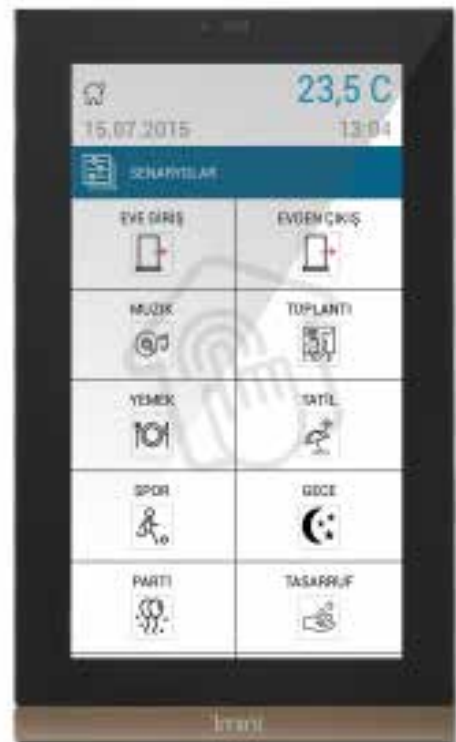 23,5 C
15.07.2015 13:04
SENARYOLAR
EVE GİRİŞ EVDEN ÇIKIŞ
MÜZİK TOPLANTI
YEMEK TATİL
SPOR GECE
PARTİ TASARRUF